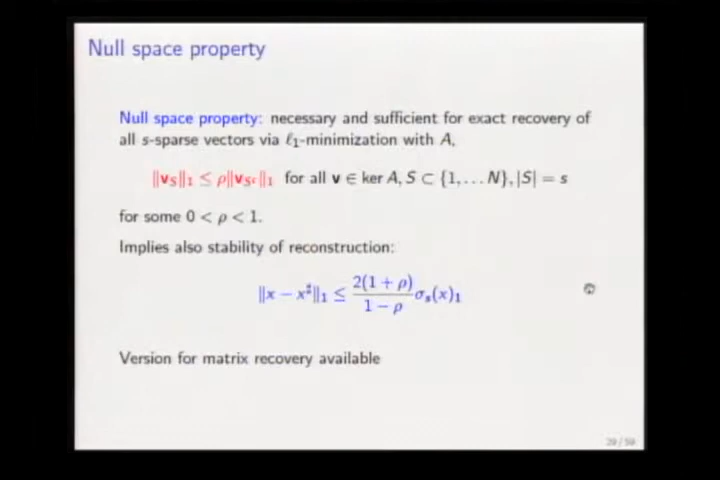 Null space property
Null space property: necessary and sufficient for exact recovery of
all s-sparse vectors via ℓ₁-minimization with A,
‖v_S‖₁ ≤ ρ‖v_{S^c}‖₁ for all v ∈ ker A, S ⊂ {1, … N}, |S| = s
for some 0 < ρ < 1.
Implies also stability of reconstruction:
‖x − x^♯‖₁ ≤ 2(1 + ρ) / 1 − ρ σ_s(x)₁
Version for matrix recovery available
29 / 59